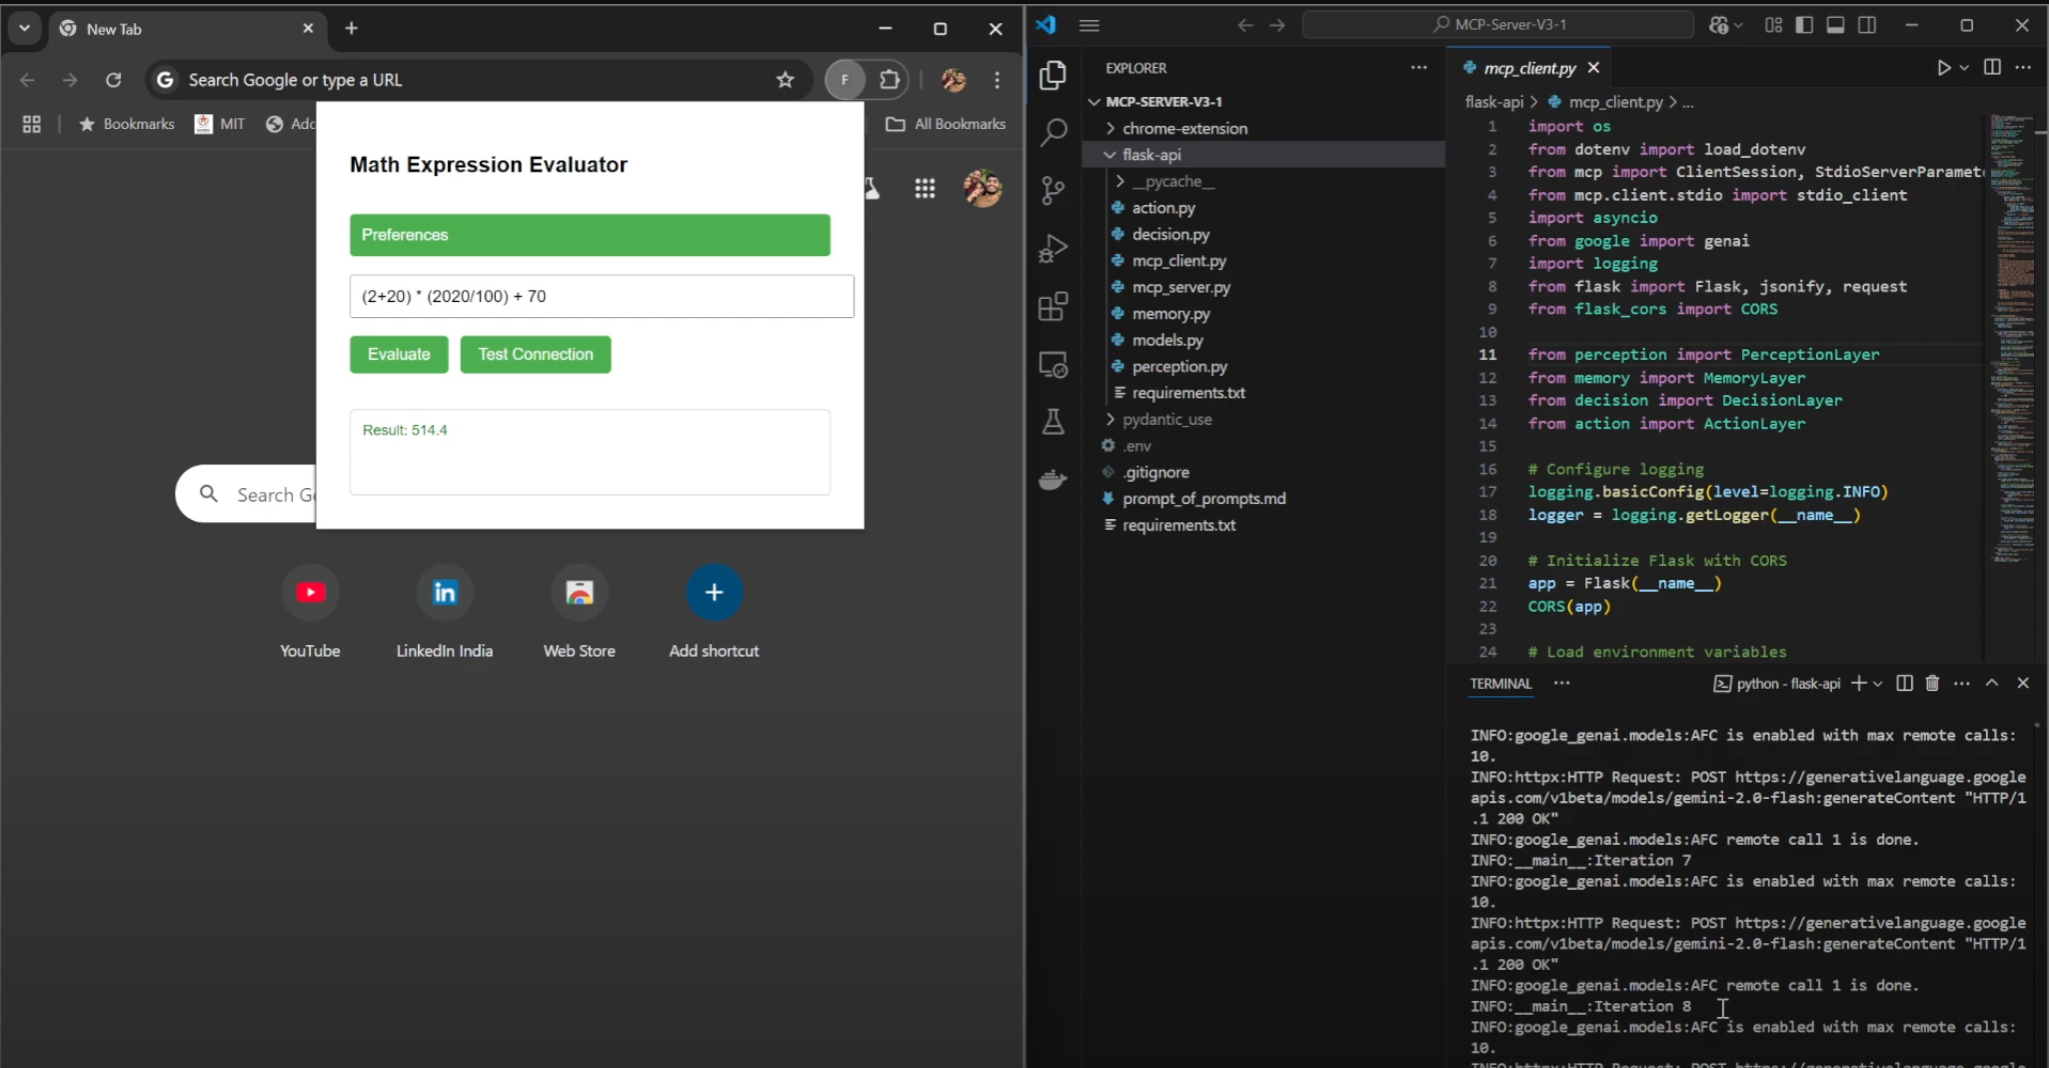 New Tab
Search Google or type a URL
F
Bookmarks
MIT
All Bookmarks
Math Expression Evaluator
Preferences
(2+20) * (2020/100) + 70
Evaluate
Test Connection
Result: 514.4
YouTube
LinkedIn India
Web Store
Add shortcut
MCP-Server-V3-1
EXPLORER
MCP-SERVER-V3-1
chrome-extension
flask-api
__pycache__
action.py
decision.py
mcp_client.py
mcp_server.py
memory.py
models.py
perception.py
requirements.txt
pydantic_use
.env
.gitignore
prompt_of_prompts.md
requirements.txt
mcp_client.py
flask-api > mcp_client.py > ...
1 import os
2 from dotenv import load_dotenv
3 from mcp import ClientSession, StdioServerParamete
4 from mcp.client.stdio import stdio_client
5 import asyncio
6 from google import genai
7 import logging
8 from flask import Flask, jsonify, request
9 from flask_cors import CORS
10
11 from perception import PerceptionLayer
12 from memory import MemoryLayer
13 from decision import DecisionLayer
14 from action import ActionLayer
15
16 # Configure logging
17 logging.basicConfig(level=logging.INFO)
18 logger = logging.getLogger(__name__)
19
20 # Initialize Flask with CORS
21 app = Flask(__name__)
22 CORS(app)
23
24 # Load environment variables
TERMINAL
python - flask-api
INFO:google_genai.models:AFC is enabled with max remote calls:
10.
INFO:httpx:HTTP Request: POST https://generativelanguage.google
apis.com/v1beta/models/gemini-2.0-flash:generateContent "HTTP/1
.1 200 OK"
INFO:google_genai.models:AFC remote call 1 is done.
INFO:__main__:Iteration 7
INFO:google_genai.models:AFC is enabled with max remote calls:
10.
INFO:httpx:HTTP Request: POST https://generativelanguage.google
apis.com/v1beta/models/gemini-2.0-flash:generateContent "HTTP/1
.1 200 OK"
INFO:google_genai.models:AFC remote call 1 is done.
INFO:__main__:Iteration 8
INFO:google_genai.models:AFC is enabled with max remote calls:
10.